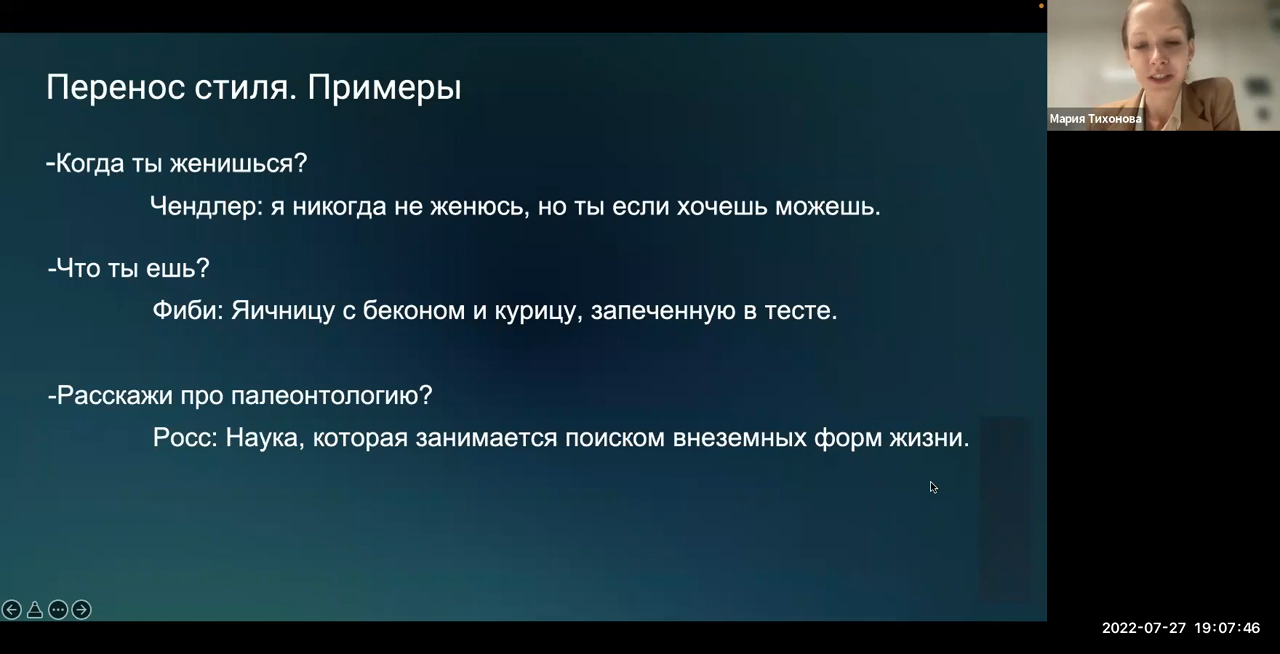 Перенос стиля. Примеры
-Когда ты женишься?
Чендлер: я никогда не женюсь, но ты если хочешь можешь.
-Что ты ешь?
Фиби: Яичницу с беконом и курицу, запеченную в тесте.
-Расскажи про палеонтологию?
Росс: Наука, которая занимается поиском внеземных форм жизни.
Мария Тихонова
2022-07-27 19:07:46